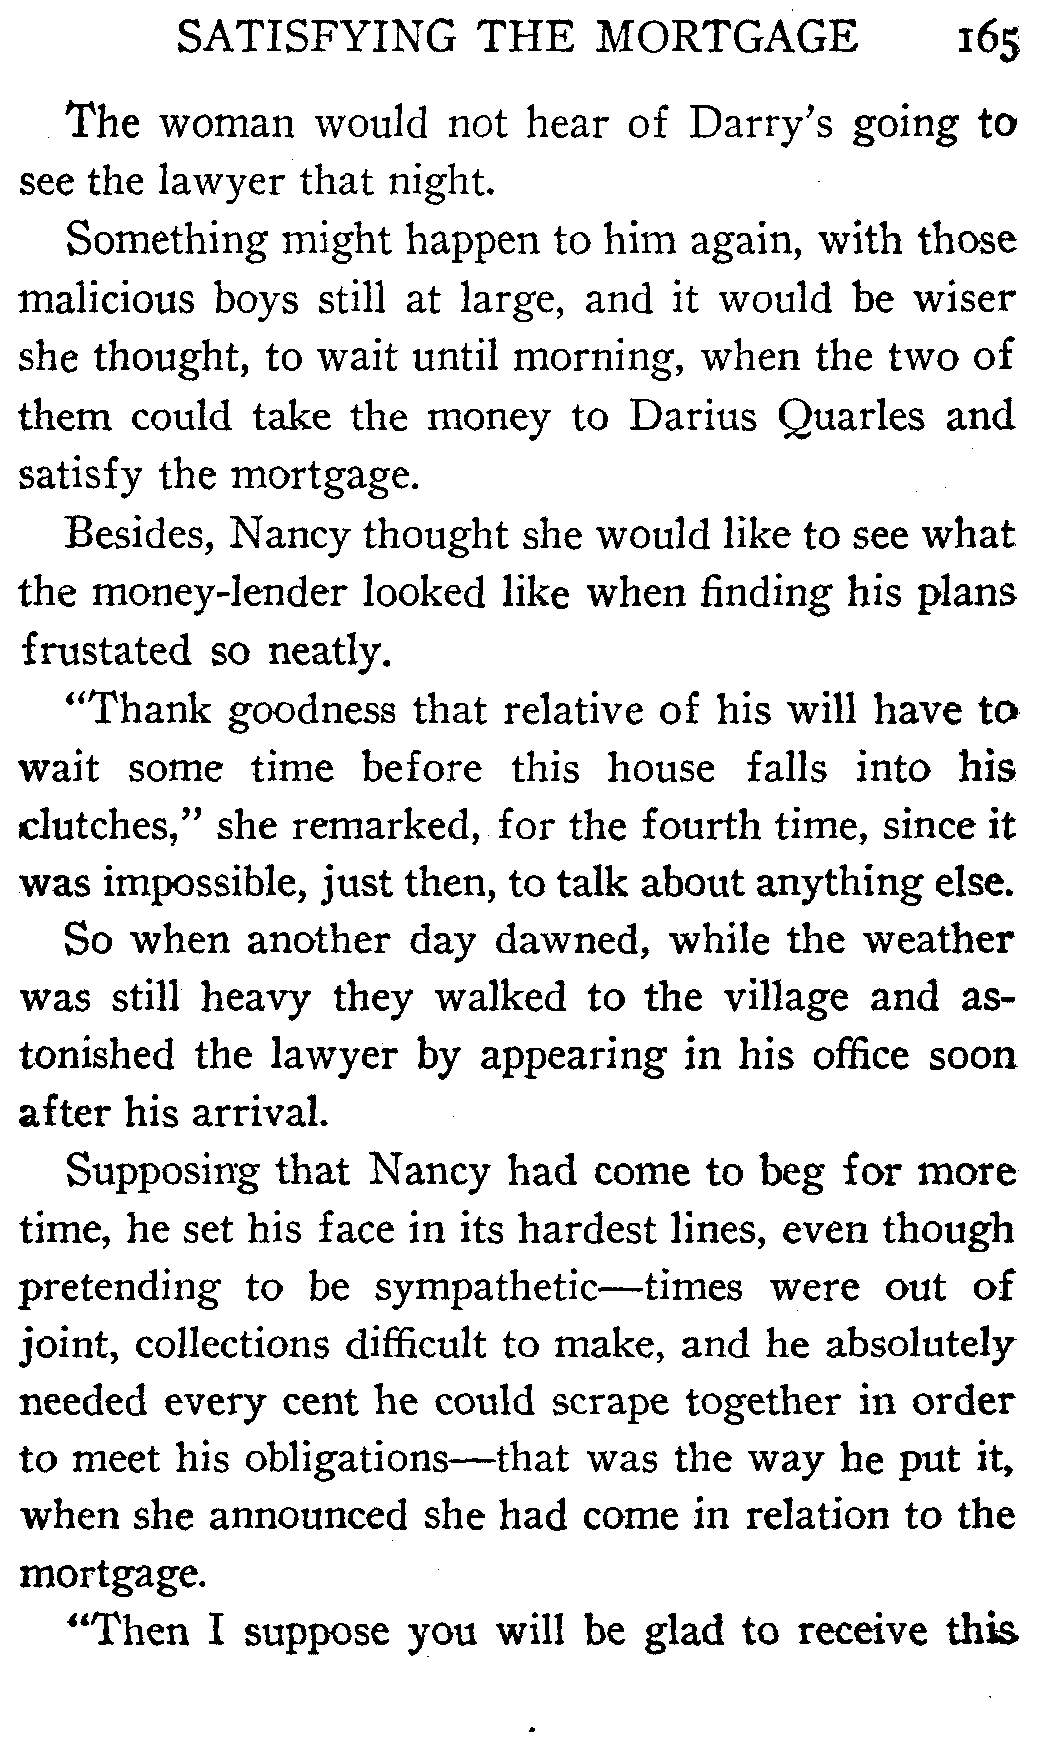 SATISFYING THE MORTGAGE 165
The woman would not hear of Darry's going to
see the lawyer that night.
Something might happen to him again, with those
malicious boys still at large, and it would be wiser
she thought, to wait until morning, when the two of
them could take the money to Darius Quarles and
satisfy the mortgage.
Besides, Nancy thought she would like to see what
the money-lender looked like when finding his plans
frustated so neatly.
"Thank goodness that relative of his will have to
wait some time before this house falls into his
clutches," she remarked, for the fourth time, since it
was impossible, just then, to talk about anything else.
So when another day dawned, while the weather
was still heavy they walked to the village and as-
tonished the lawyer by appearing in his office soon
after his arrival.
Supposing that Nancy had come to beg for more
time, he set his face in its hardest lines, even though
pretending to be sympathetic—times were out of
joint, collections difficult to make, and he absolutely
needed every cent he could scrape together in order
to meet his obligations—that was the way he put it,
when she announced she had come in relation to the
mortgage.
"Then I suppose you will be glad to receive this